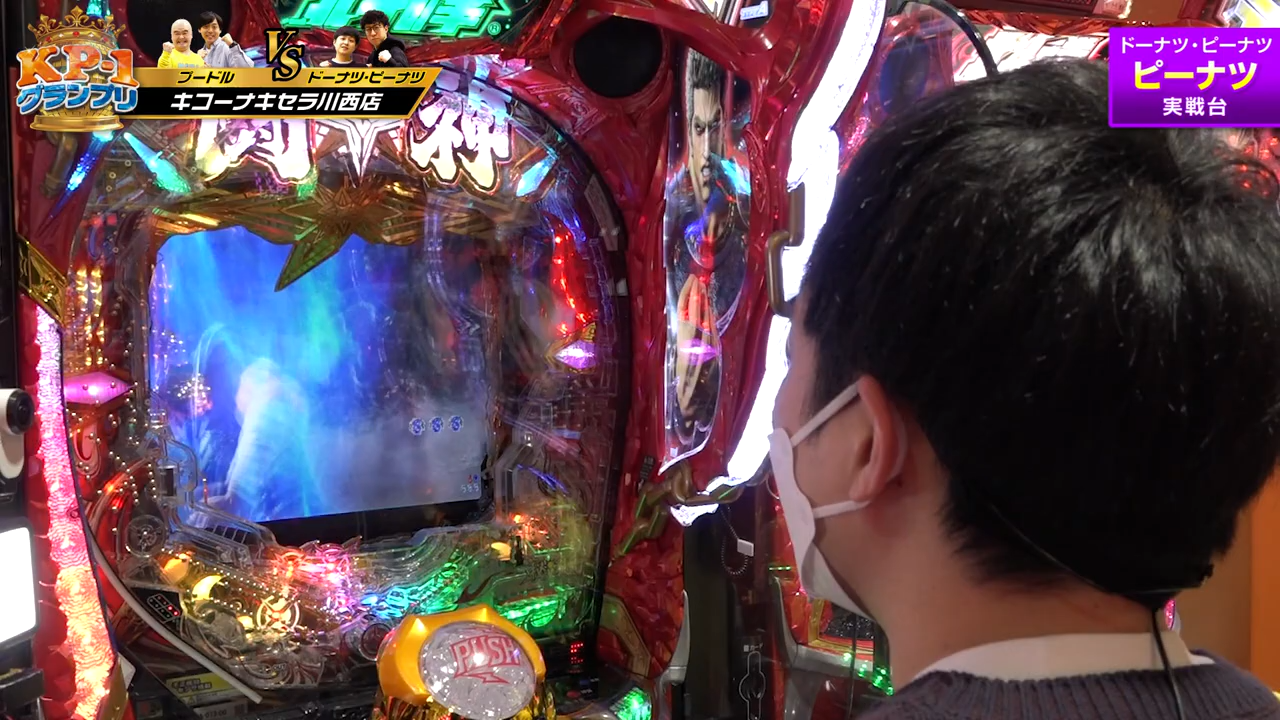 KP-1
グランプリ
プードル
VS
ドーナツ・ピーナツ
キコーナキセラ川西店
ドーナツ・ピーナツ
ピーナツ
実戦台
闘神
PUSH